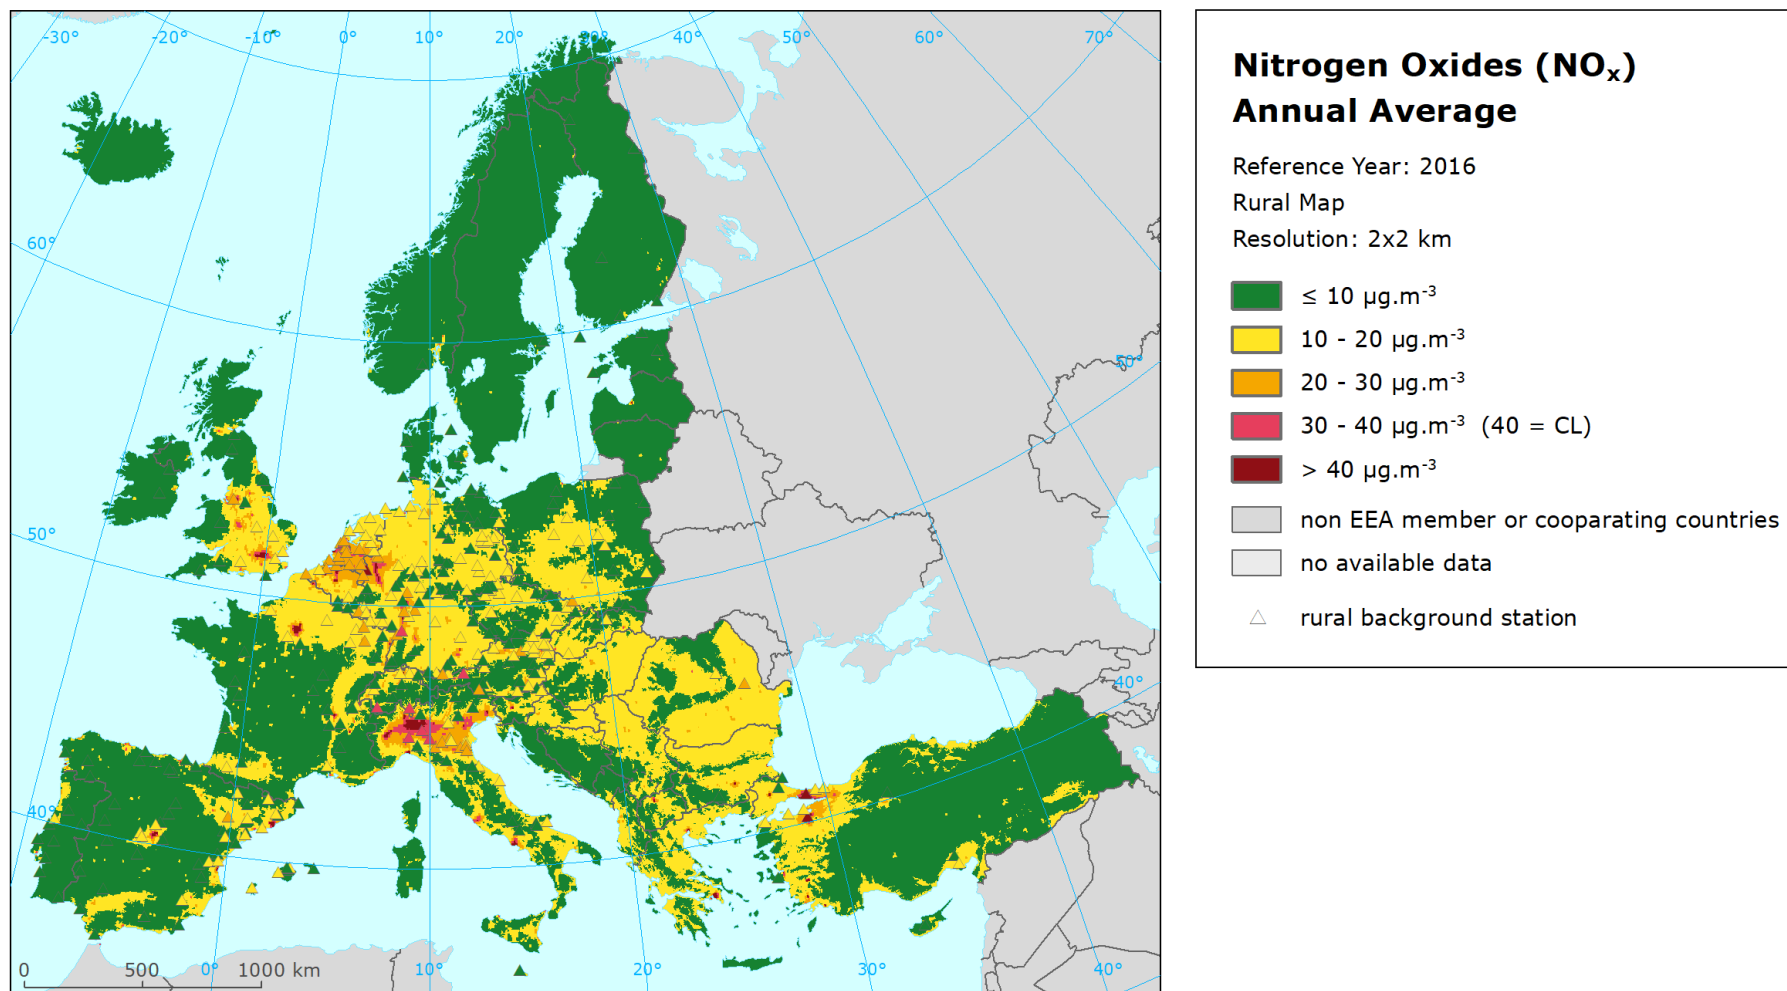 -30°
-20°
-10°
0°
10°
20°
30°
40°
50°
60°
70°
60°
50°
50°
40°
40°
0
500
0°
1000 km
10°
20°
30°
40°
Nitrogen Oxides (NOₓ)
Annual Average
Reference Year: 2016
Rural Map
Resolution: 2x2 km
≤ 10 µg.m⁻³
10 - 20 µg.m⁻³
20 - 30 µg.m⁻³
30 - 40 µg.m⁻³ (40 = CL)
> 40 µg.m⁻³
non EEA member or cooparating countries
no available data
rural background station